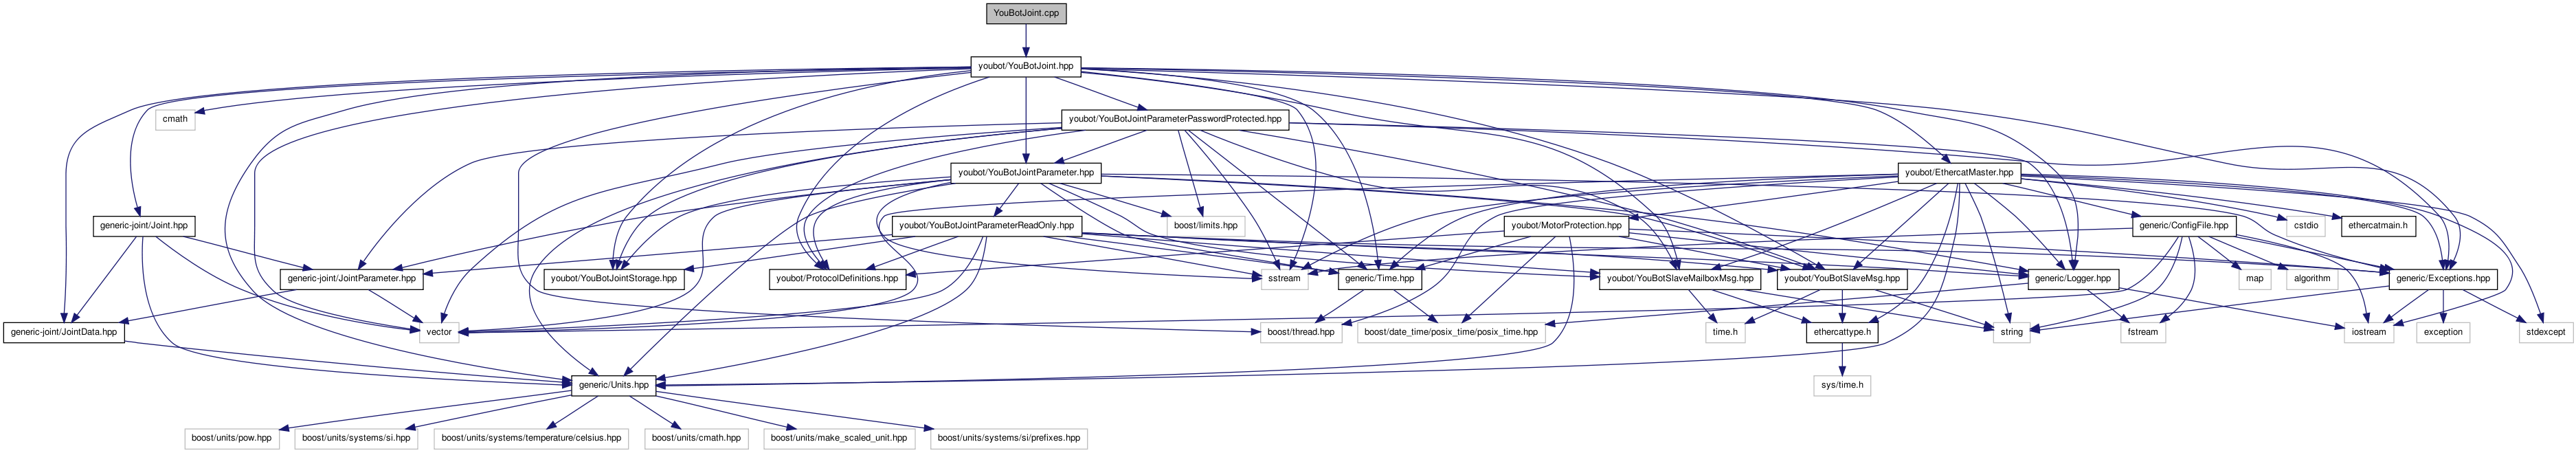 YouBotJoint.cpp
youbot/YouBotJoint.hpp
cmath
youbot/YouBotJointParameterPasswordProtected.hpp
youbot/YouBotJointParameter.hpp
youbot/EthercatMaster.hpp
generic-joint/Joint.hpp
youbot/YouBotJointParameterReadOnly.hpp
boost/limits.hpp
youbot/MotorProtection.hpp
generic/ConfigFile.hpp
cstdio
ethercatmain.h
generic-joint/JointParameter.hpp
youbot/YouBotJointStorage.hpp
youbot/ProtocolDefinitions.hpp
sstream
generic/Time.hpp
youbot/YouBotSlaveMailboxMsg.hpp
youbot/YouBotSlaveMsg.hpp
generic/Logger.hpp
map
algorithm
generic/Exceptions.hpp
generic-joint/JointData.hpp
vector
boost/thread.hpp
boost/date_time/posix_time/posix_time.hpp
time.h
ethercattype.h
string
fstream
iostream
exception
stdexcept
generic/Units.hpp
sys/time.h
boost/units/pow.hpp
boost/units/systems/si.hpp
boost/units/systems/temperature/celsius.hpp
boost/units/cmath.hpp
boost/units/make_scaled_unit.hpp
boost/units/systems/si/prefixes.hpp